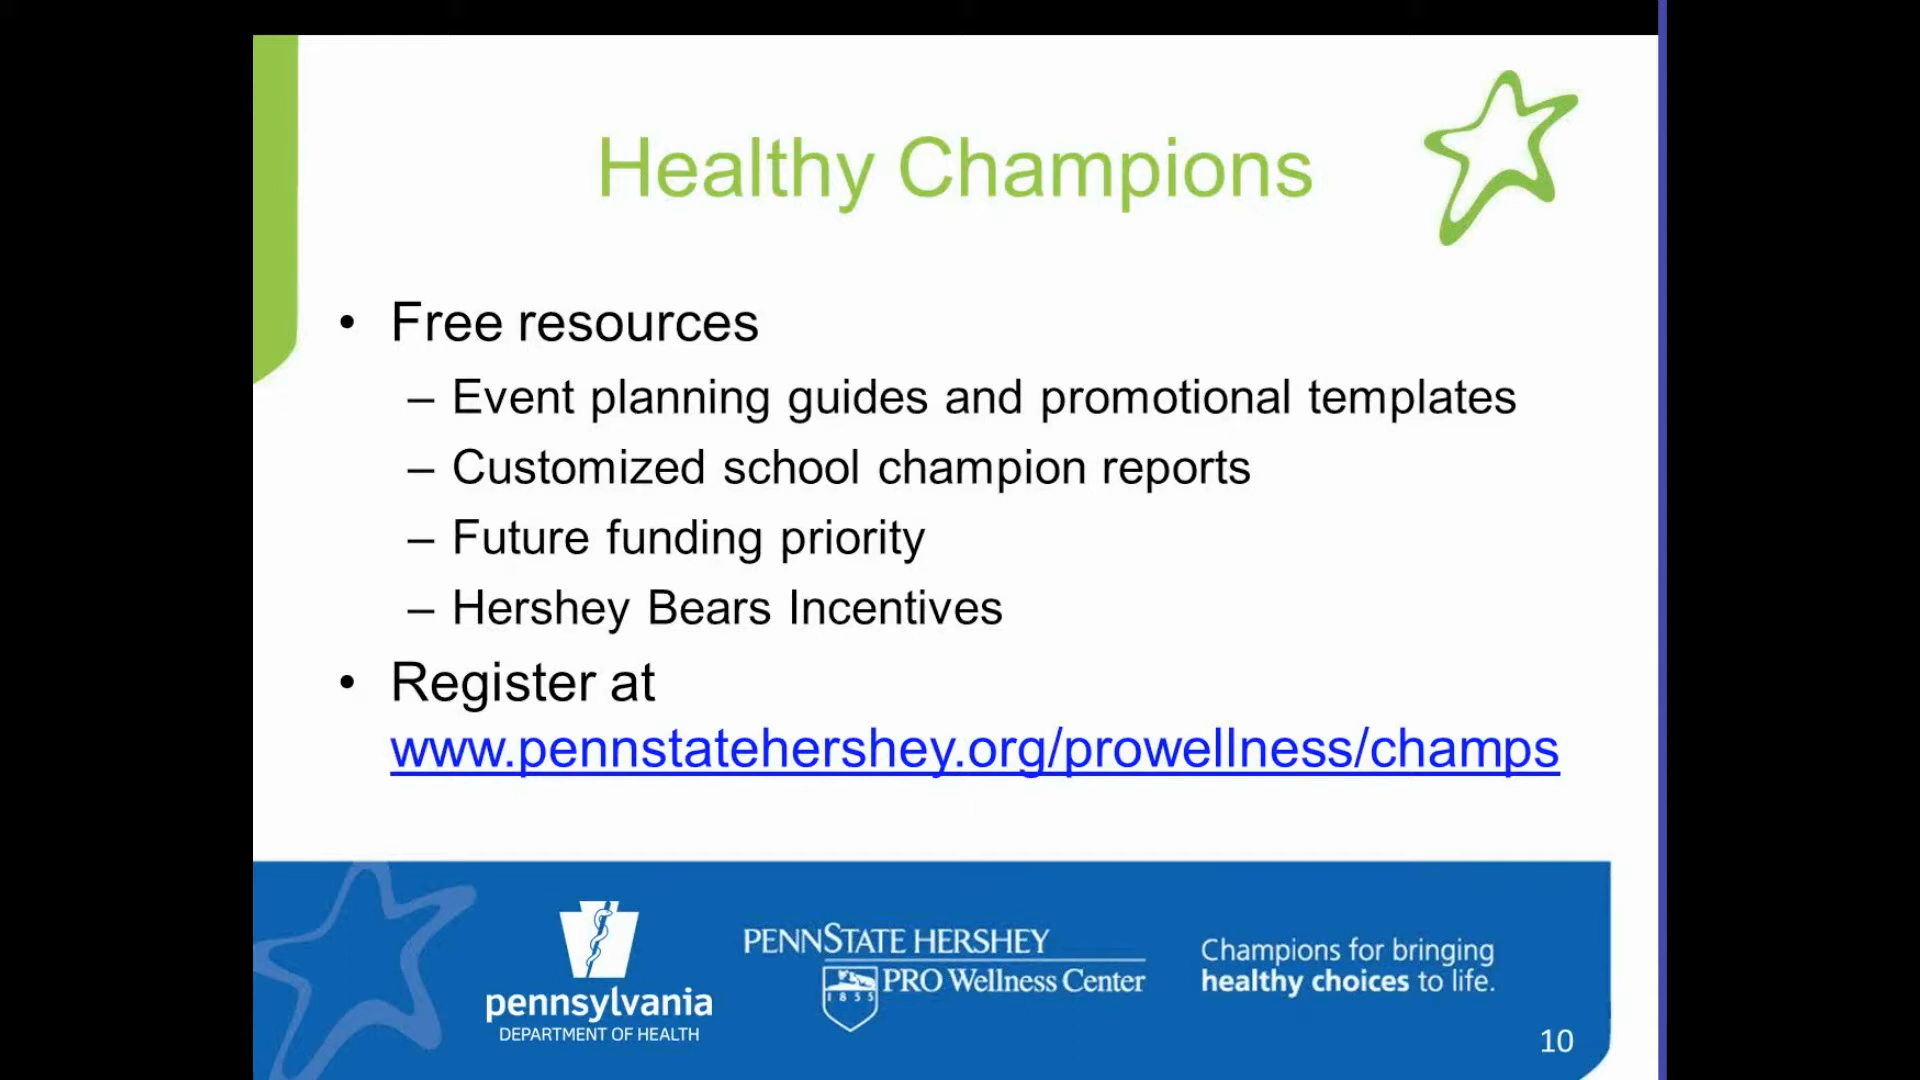 Healthy Champions
• Free resources
– Event planning guides and promotional templates
– Customized school champion reports
– Future funding priority
– Hershey Bears Incentives
• Register at
www.pennstatehershey.org/prowellness/champs
pennsylvania
DEPARTMENT OF HEALTH
PENNSTATE HERSHEY
PRO Wellness Center
1855
Champions for bringing
healthy choices to life.
10